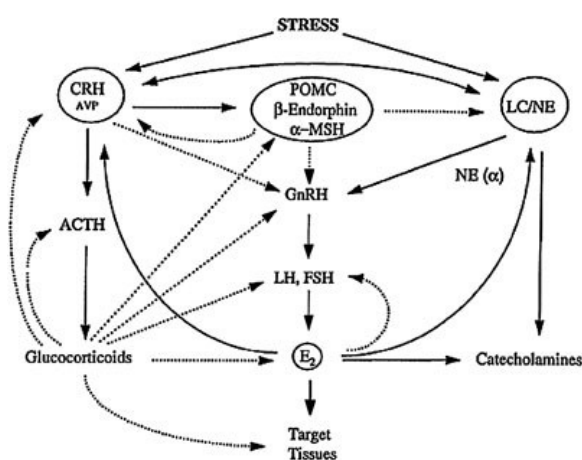 STRESS
CRH
AVP
POMC
β-Endorphin
α-MSH
LC/NE
NE (α)
GnRH
ACTH
LH, FSH
Glucocorticoids
E₂
Catecholamines
Target
Tissues